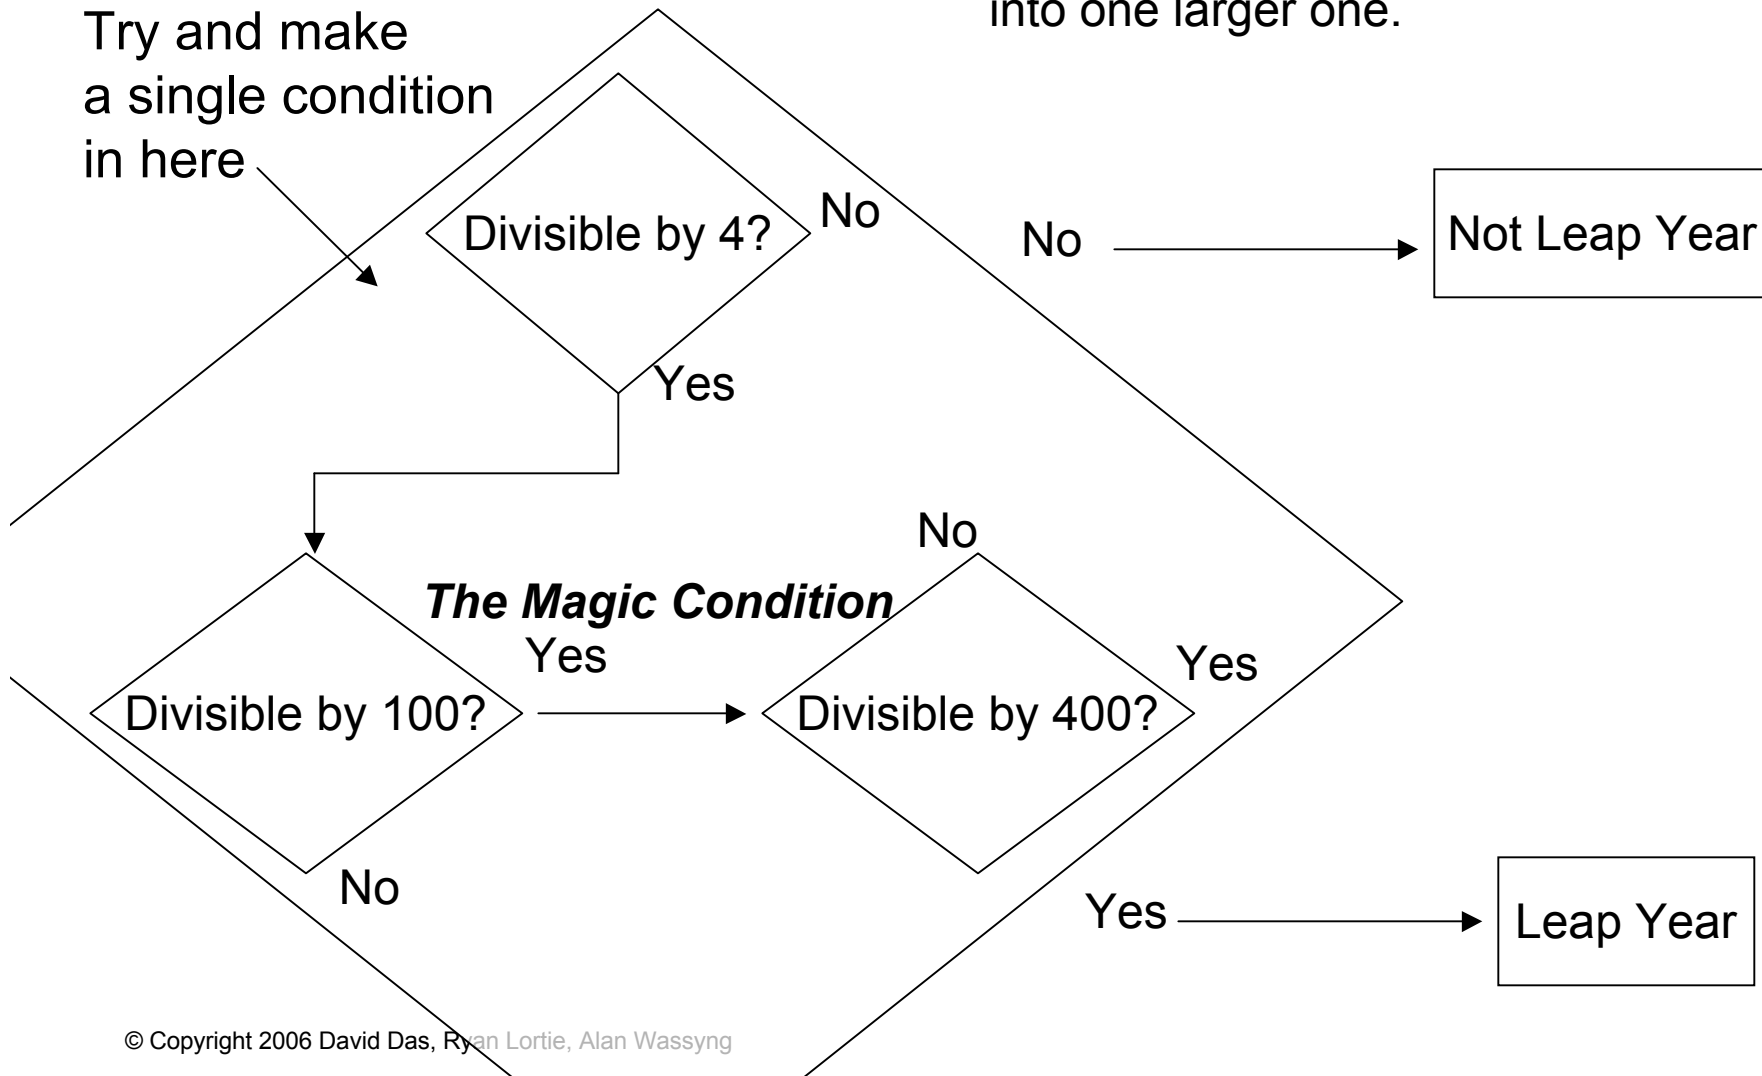 into one larger one.
Try and make
a single condition
in here
Divisible by 4?
No
No
Not Leap Year
Yes
No
The Magic Condition
Yes
Yes
Divisible by 100?
Divisible by 400?
No
Yes
Leap Year
© Copyright 2006 David Das, Ryan Lortie, Alan Wassyng